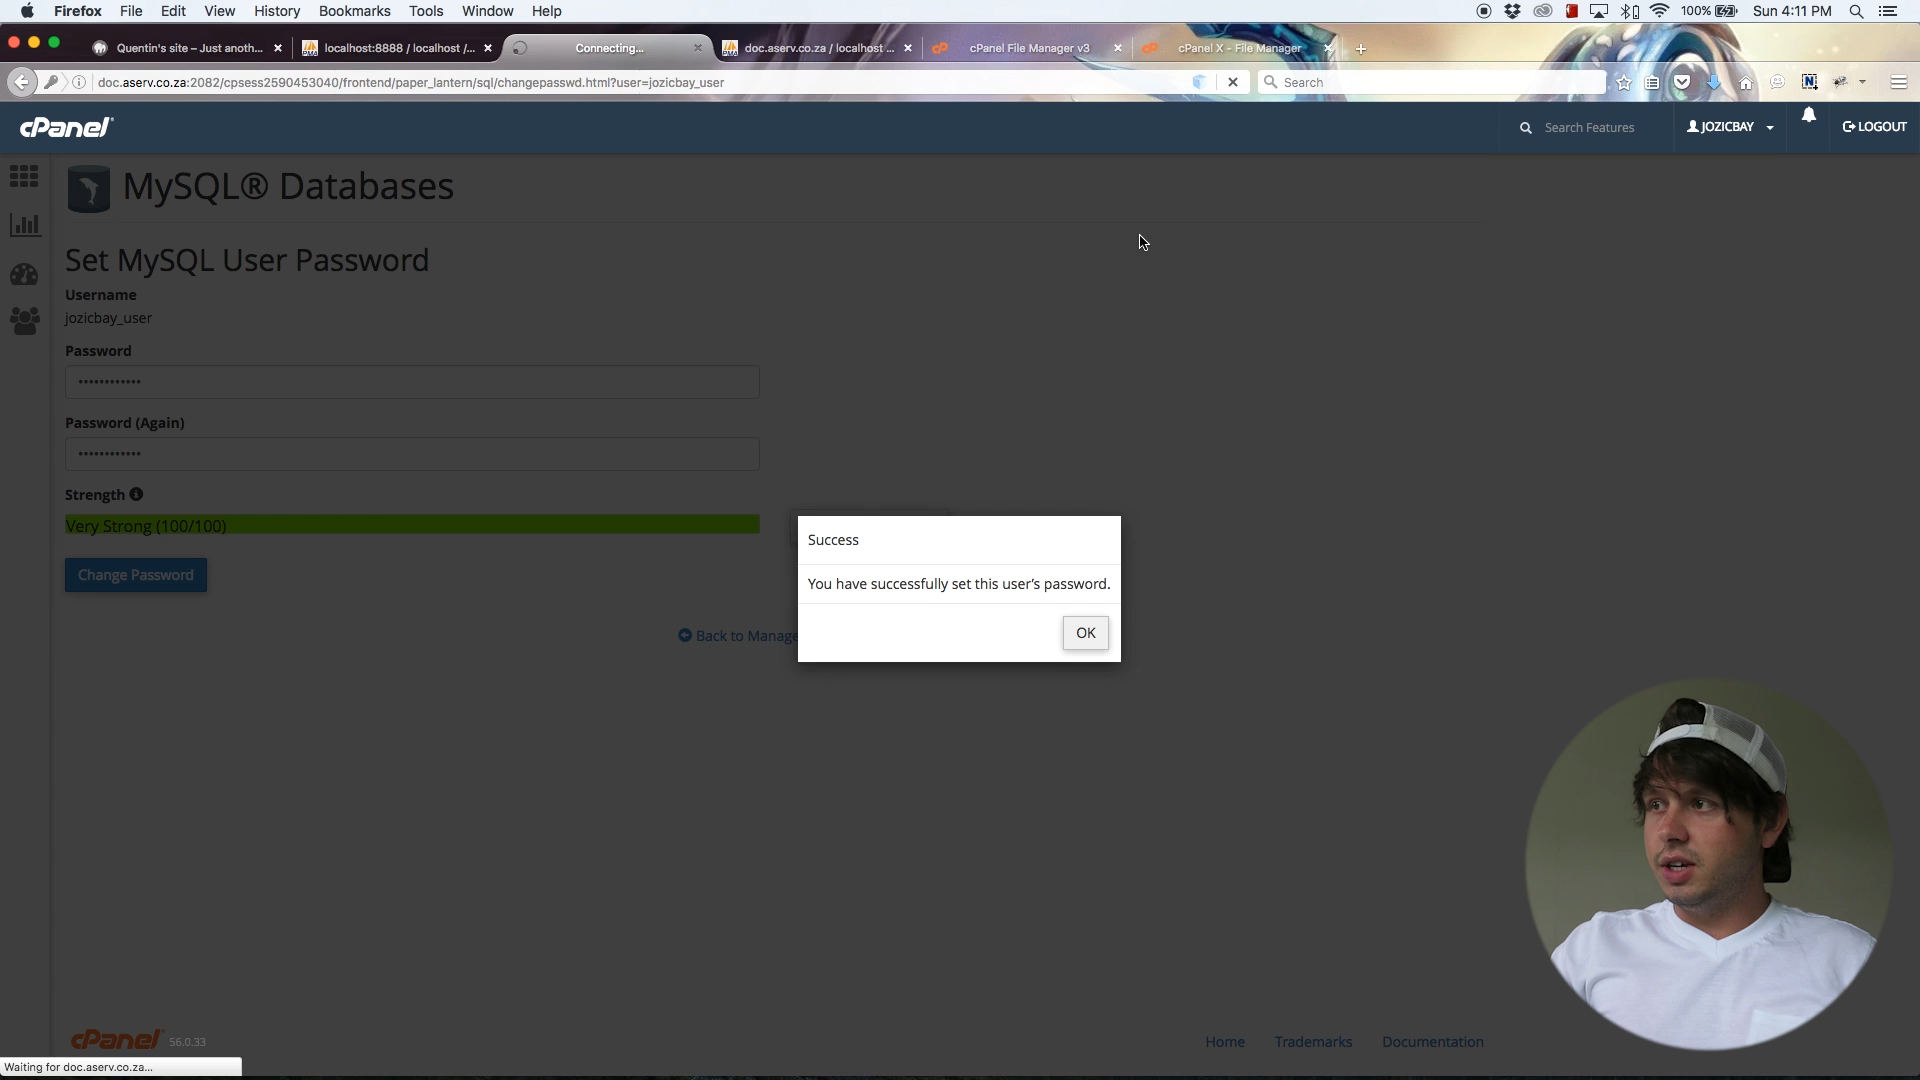 Firefox File Edit View History Bookmarks Tools Window Help 100% Sun 4:11 PM
Quentin's site – Just anoth... localhost:8888 / localhost /... Connecting... doc.aserv.co.za / localhost ... cPanel File Manager v3 cPanel X - File Manager
doc.aserv.co.za:2082/cpsess2590453040/frontend/paper_lantern/sql/changepasswd.html?user=jozicbay_user Search
cPanel Search Features JOZICBAY LOGOUT
MySQL® Databases
Set MySQL User Password
Username
jozicbay_user
Password
••••••••••••
Password (Again)
••••••••••••
Strength
Very Strong (100/100)
Change Password
Success
You have successfully set this user's password.
OK
Back to Manage
cPanel 56.0.33 Home Trademarks Documentation
Waiting for doc.aserv.co.za...